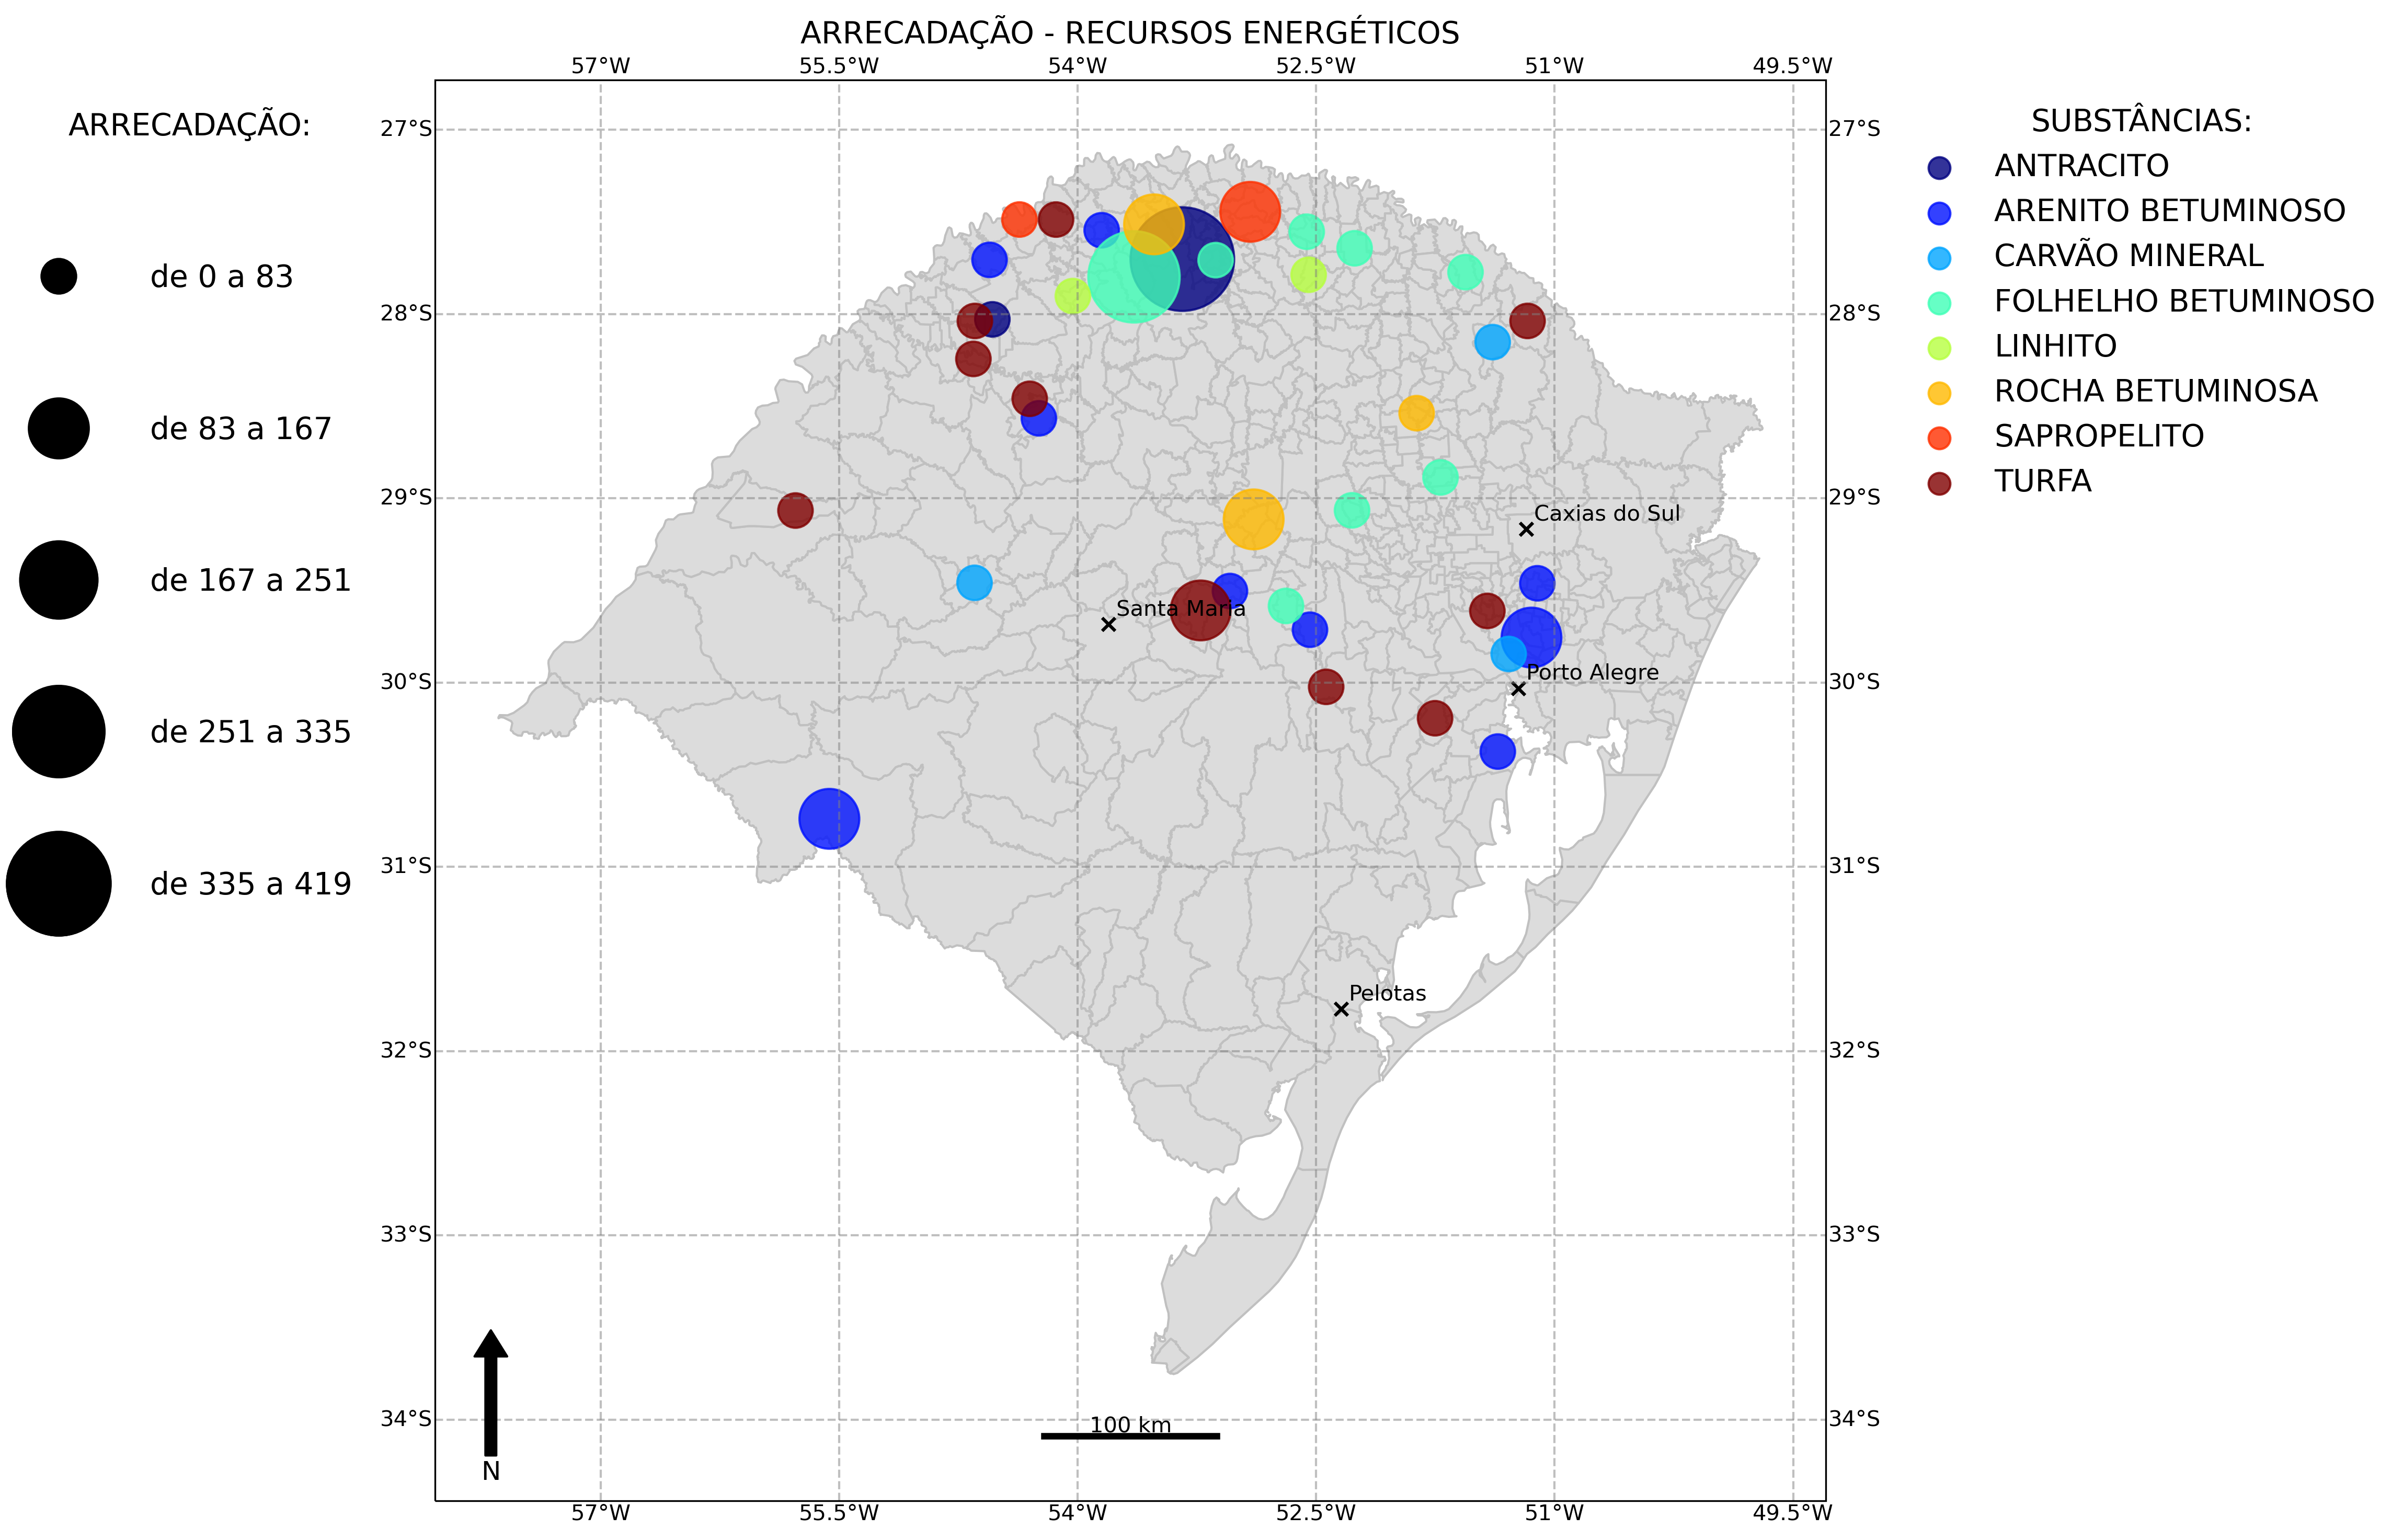 ARRECADAÇÃO - RECURSOS ENERGÉTICOS
57°W 55.5°W 54°W 52.5°W 51°W 49.5°W
ARRECADAÇÃO:
de 0 a 83
de 83 a 167
de 167 a 251
de 251 a 335
de 335 a 419
27°S 27°S
28°S 28°S
29°S 29°S
30°S 30°S
31°S 31°S
32°S 32°S
33°S 33°S
34°S 34°S
Caxias do Sul
Santa Maria
Porto Alegre
Pelotas
100 km
N
57°W 55.5°W 54°W 52.5°W 51°W 49.5°W
SUBSTÂNCIAS:
ANTRACITO
ARENITO BETUMINOSO
CARVÃO MINERAL
FOLHELHO BETUMINOSO
LINHITO
ROCHA BETUMINOSA
SAPROPELITO
TURFA